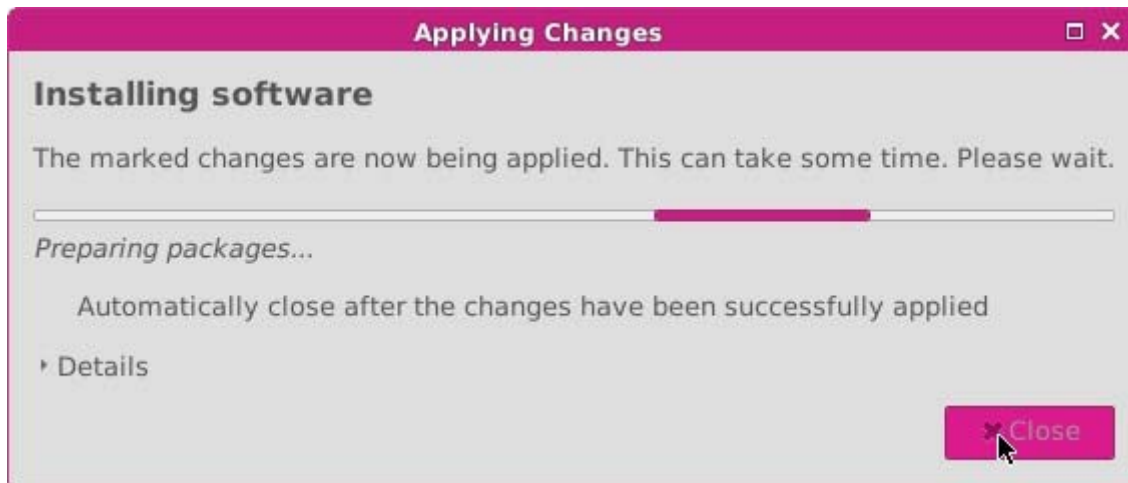 Applying Changes
Installing software
The marked changes are now being applied. This can take some time. Please wait.
Preparing packages...
Automatically close after the changes have been successfully applied
Details
Close